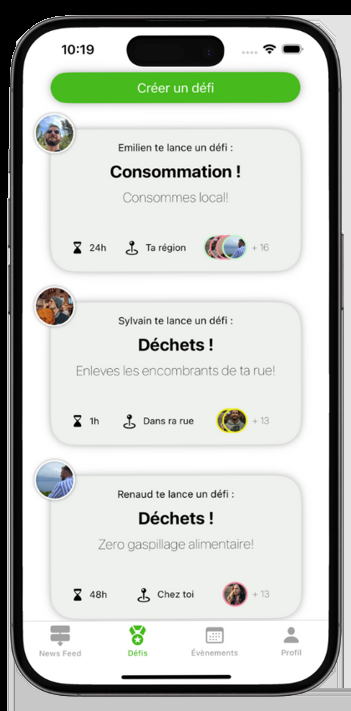 10:19
Créer un défi
Emilien te lance un défi :
Consommation !
Consommes local!
24h Ta région + 16
Sylvain te lance un défi :
Déchets !
Enleves les encombrants de ta rue!
1h Dans ra rue + 13
Renaud te lance un défi :
Déchets !
Zero gaspillage alimentaire!
48h Chez toi + 13
News Feed Défis Évènements Profil